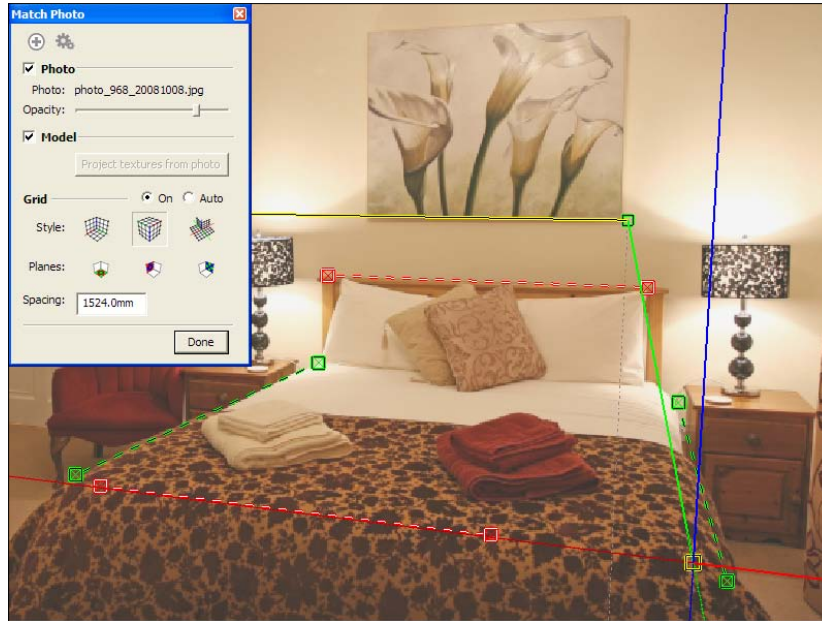 Match Photo
Photo
Photo: photo_968_20081008.jpg
Opacity:
Model
Project textures from photo
Grid On Auto
Style:
Planes:
Spacing: 1524.0mm
Done